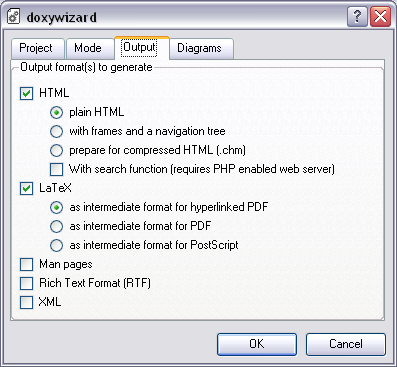 doxywizard
Project Mode Output Diagrams
Output format(s) to generate
HTML
plain HTML
with frames and a navigation tree
prepare for compressed HTML (.chm)
With search function (requires PHP enabled web server)
LaTeX
as intermediate format for hyperlinked PDF
as intermediate format for PDF
as intermediate format for PostScript
Man pages
Rich Text Format (RTF)
XML
OK Cancel